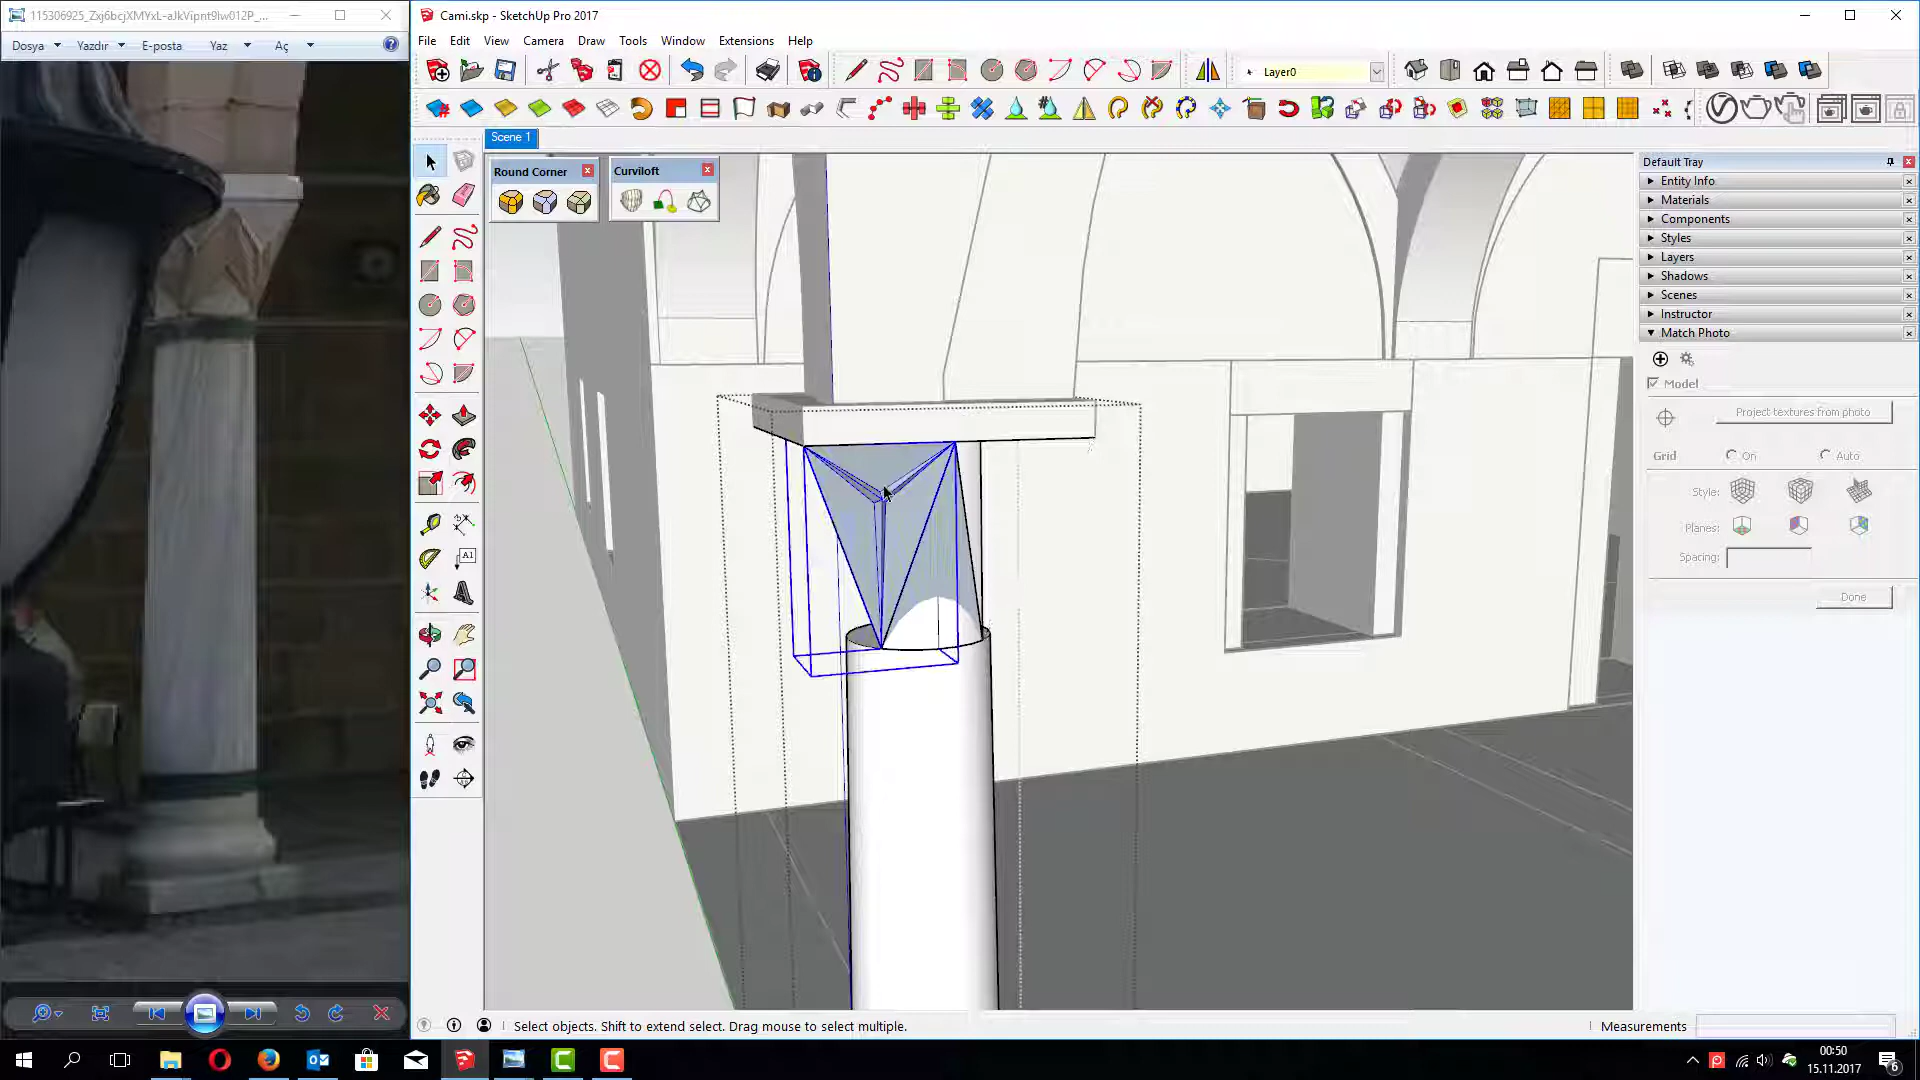 115306925_Zxj6bcjXMYxL-aJkVipnt9lw012P_...
Dosya
Yazdır
E-posta
Yaz
Aç
Cami.skp - SketchUp Pro 2017
File Edit View Camera Draw Tools Window Extensions Help
Layer0
Scene 1
Round Corner
Curviloft
A1
Default Tray
Entity Info
Materials
Components
Styles
Layers
Shadows
Scenes
Instructor
Match Photo
Model
Project textures from photo
Grid On Auto
Style:
Planes:
Spacing:
Done
Select objects. Shift to extend select. Drag mouse to select multiple.
Measurements
00:50
15.11.2017
6